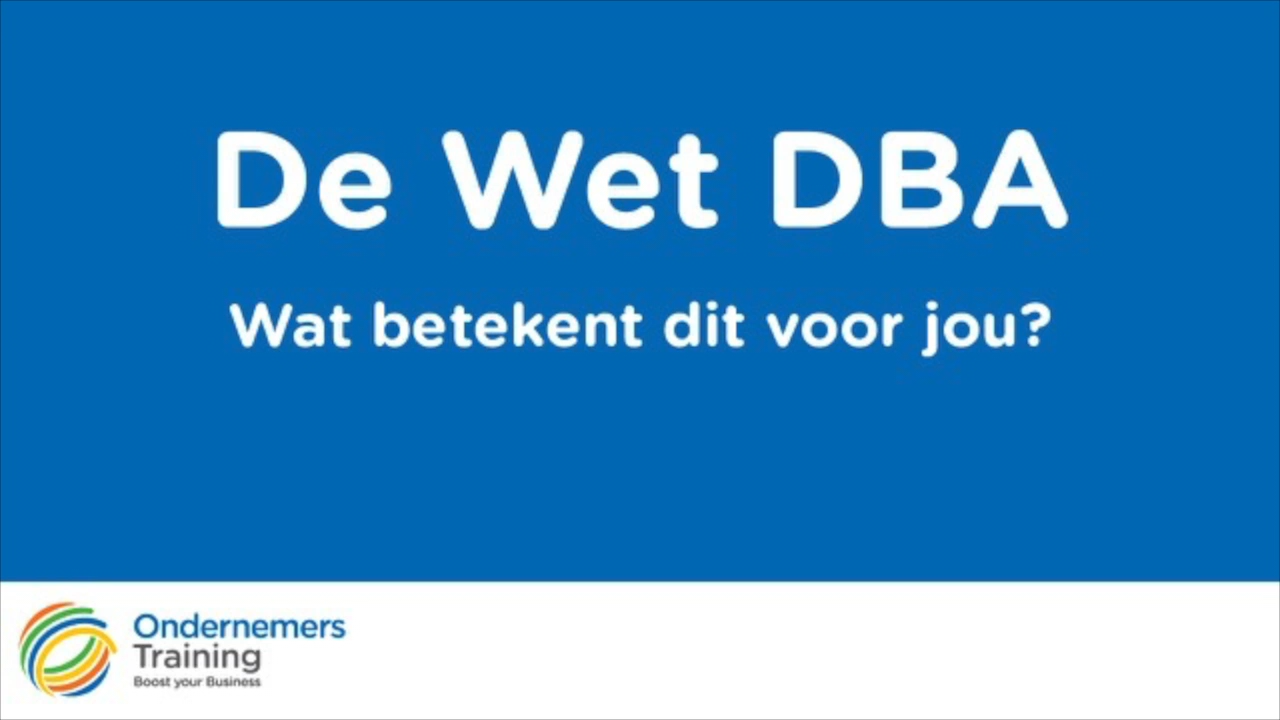 De Wet DBA
Wat betekent dit voor jou?
Ondernemers
Training
Boost your Business